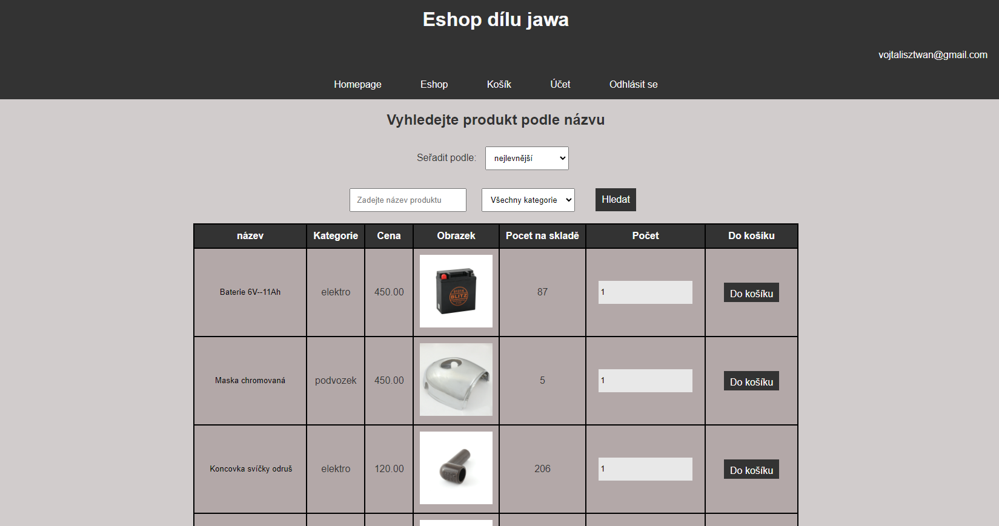 Eshop dílu jawa
vojtalisztwan@gmail.com
Homepage Eshop Košík Účet Odhlásit se
Vyhledejte produkt podle názvu
Seřadit podle: nejlevnější
Zadejte název produktu Všechny kategorie Hledat
název Kategorie Cena Obrazek Pocet na skladě Počet Do košíku
Baterie 6V--11Ah elektro 450.00 BLITZ 87 1 Do košíku
Maska chromovaná podvozek 450.00 5 1 Do košíku
Koncovka svíčky odruš elektro 120.00 206 1 Do košíku